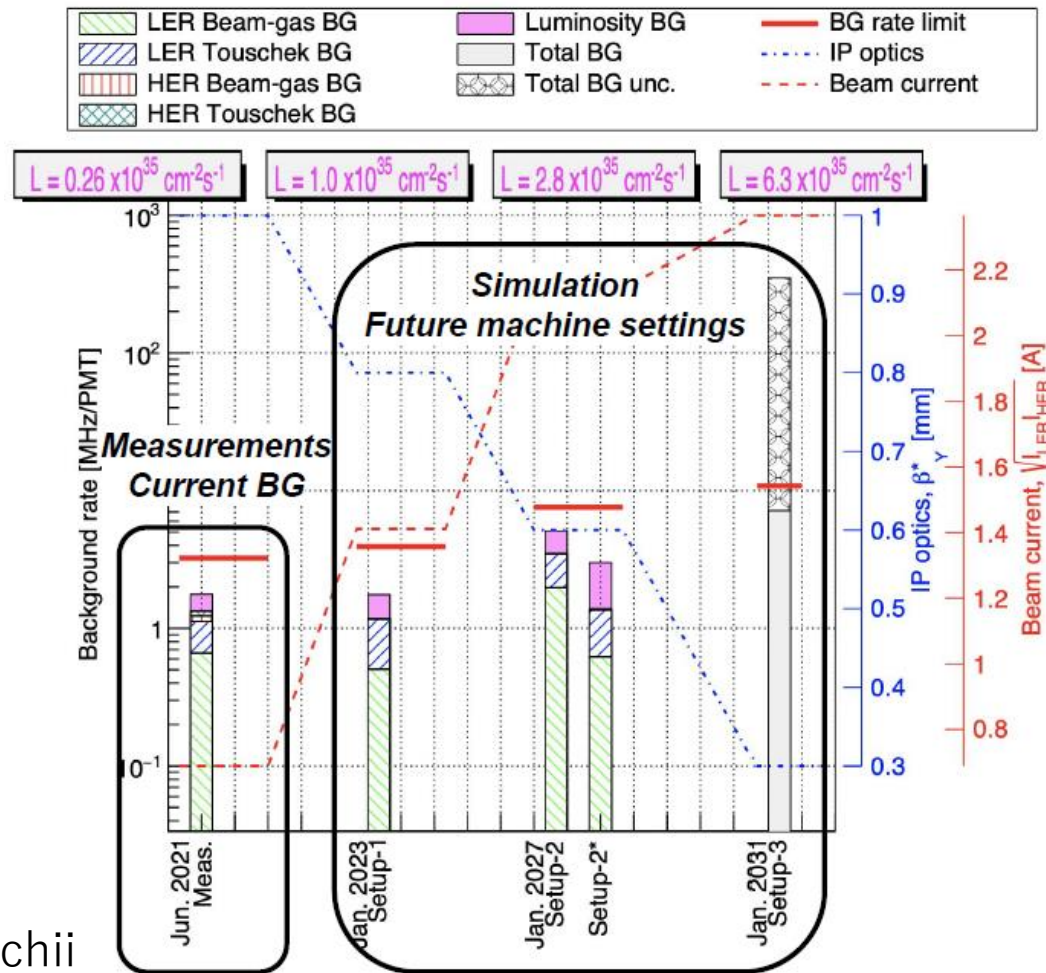 LER Beam-gas BG
LER Touschek BG
HER Beam-gas BG
HER Touschek BG
Luminosity BG
Total BG
Total BG unc.
BG rate limit
IP optics
Beam current
L = 0.26 x10³⁵ cm⁻²s⁻¹
L = 1.0 x10³⁵ cm⁻²s⁻¹
L = 2.8 x10³⁵ cm⁻²s⁻¹
L = 6.3 x10³⁵ cm⁻²s⁻¹
Background rate [MHz/PMT]
10³
10²
1
10⁻¹
Measurements
Current BG
Simulation
Future machine settings
1
0.9
0.8
0.7
0.6
0.5
0.4
0.3
IP optics, β*Y [mm]
2.2
2
1.8
1.6
1.4
1.2
1
0.8
Beam current, √I_LER I_HER [A]
Jun. 2021
Meas.
Jan. 2023
Setup-1
Jan. 2027
Setup-2
Setup-2*
Jan. 2031
Setup-3
chii